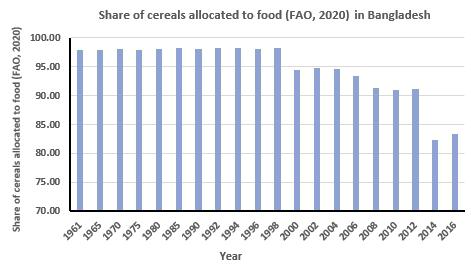 Share of cereals allocated to food (FAO, 2020) in Bangladesh
Share of cereals allocated to food (FAO, 2020)
100.00
95.00
90.00
85.00
80.00
75.00
70.00
1961 1965 1970 1975 1980 1985 1990 1992 1994 1996 1998 2000 2002 2004 2006 2008 2010 2012 2014 2016
Year